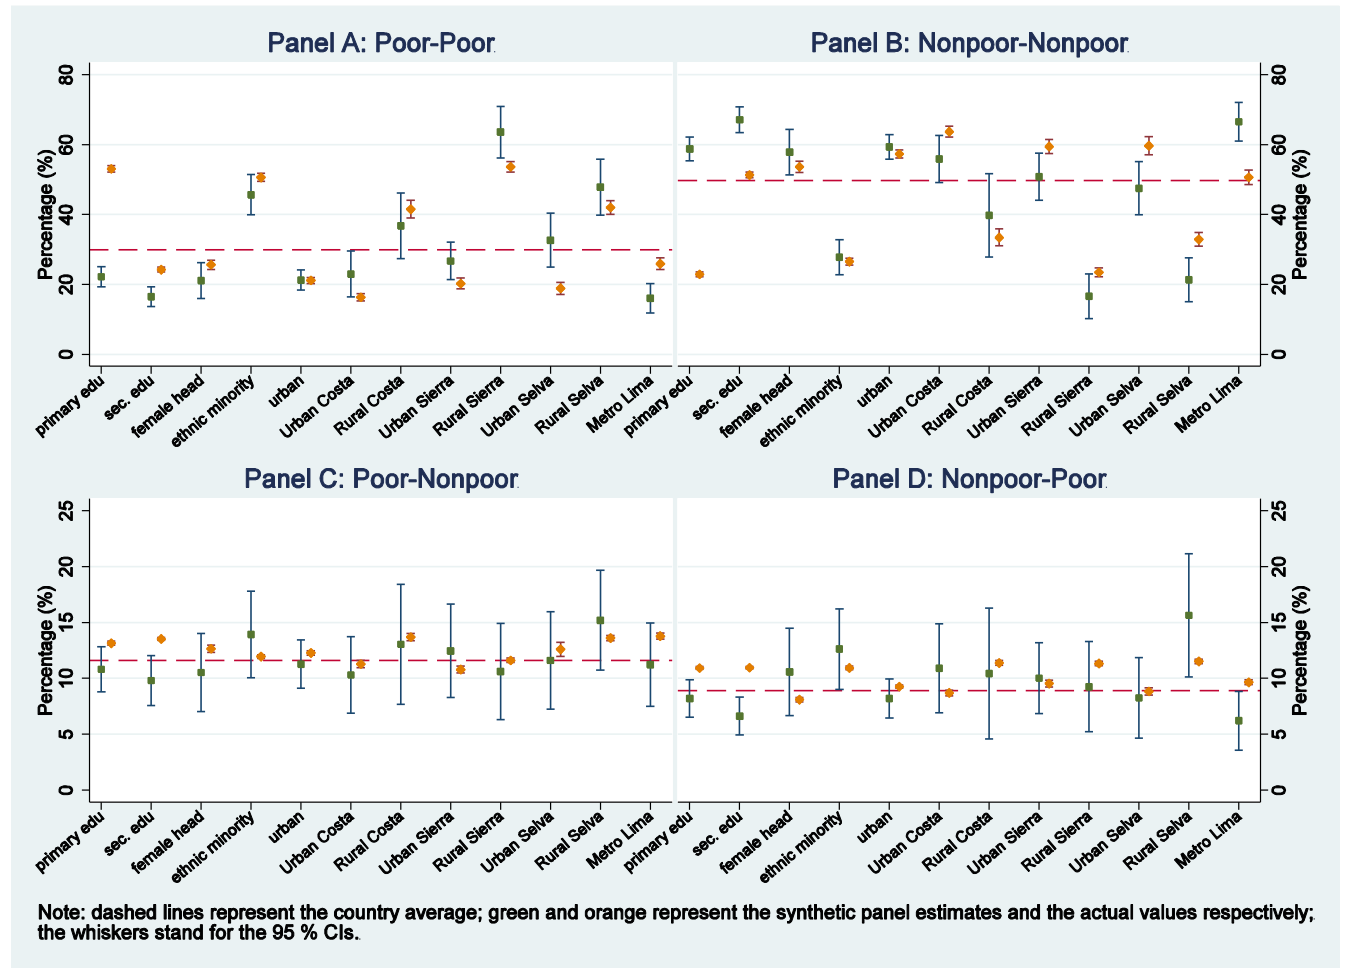 Panel A: Poor-Poor
Panel B: Nonpoor-Nonpoor
Percentage (%)
80
60
40
20
0
80
60
40
20
0
Percentage (%)
primary edu
sec. edu
female head
ethnic minority
urban
Urban Costa
Rural Costa
Urban Sierra
Rural Sierra
Urban Selva
Rural Selva
Metro Lima
primary edu
sec. edu
female head
ethnic minority
urban
Urban Costa
Rural Costa
Urban Sierra
Rural Sierra
Urban Selva
Rural Selva
Metro Lima
Panel C: Poor-Nonpoor
Panel D: Nonpoor-Poor
Percentage (%)
25
20
15
10
5
0
25
20
15
10
5
0
Percentage (%)
primary edu
sec. edu
female head
ethnic minority
urban
Urban Costa
Rural Costa
Urban Sierra
Rural Sierra
Urban Selva
Rural Selva
Metro Lima
primary edu
sec. edu
female head
ethnic minority
urban
Urban Costa
Rural Costa
Urban Sierra
Rural Sierra
Urban Selva
Rural Selva
Metro Lima
Note: dashed lines represent the country average; green and orange represent the synthetic panel estimates and the actual values respectively;
the whiskers stand for the 95 % CIs.